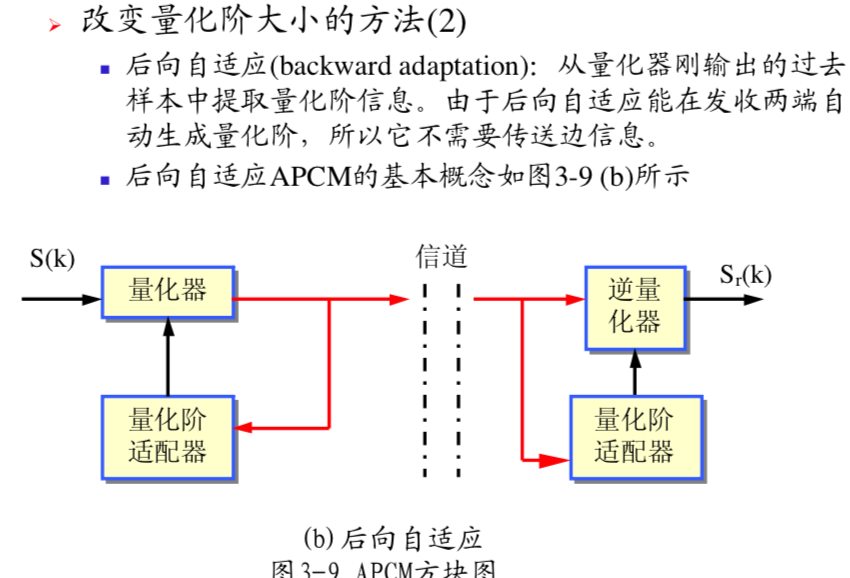 改变量化阶大小的方法(2)
后向自适应(backward adaptation)：从量化器刚输出的过去
样本中提取量化阶信息。由于后向自适应能在发收两端自
动生成量化阶，所以它不需要传送边信息。
后向自适应APCM的基本概念如图3-9 (b)所示
S(k)
量化器
信道
逆量
化器
Sr(k)
量化阶
适配器
量化阶
适配器
(b) 后向自适应
图3-9 APCM方块图